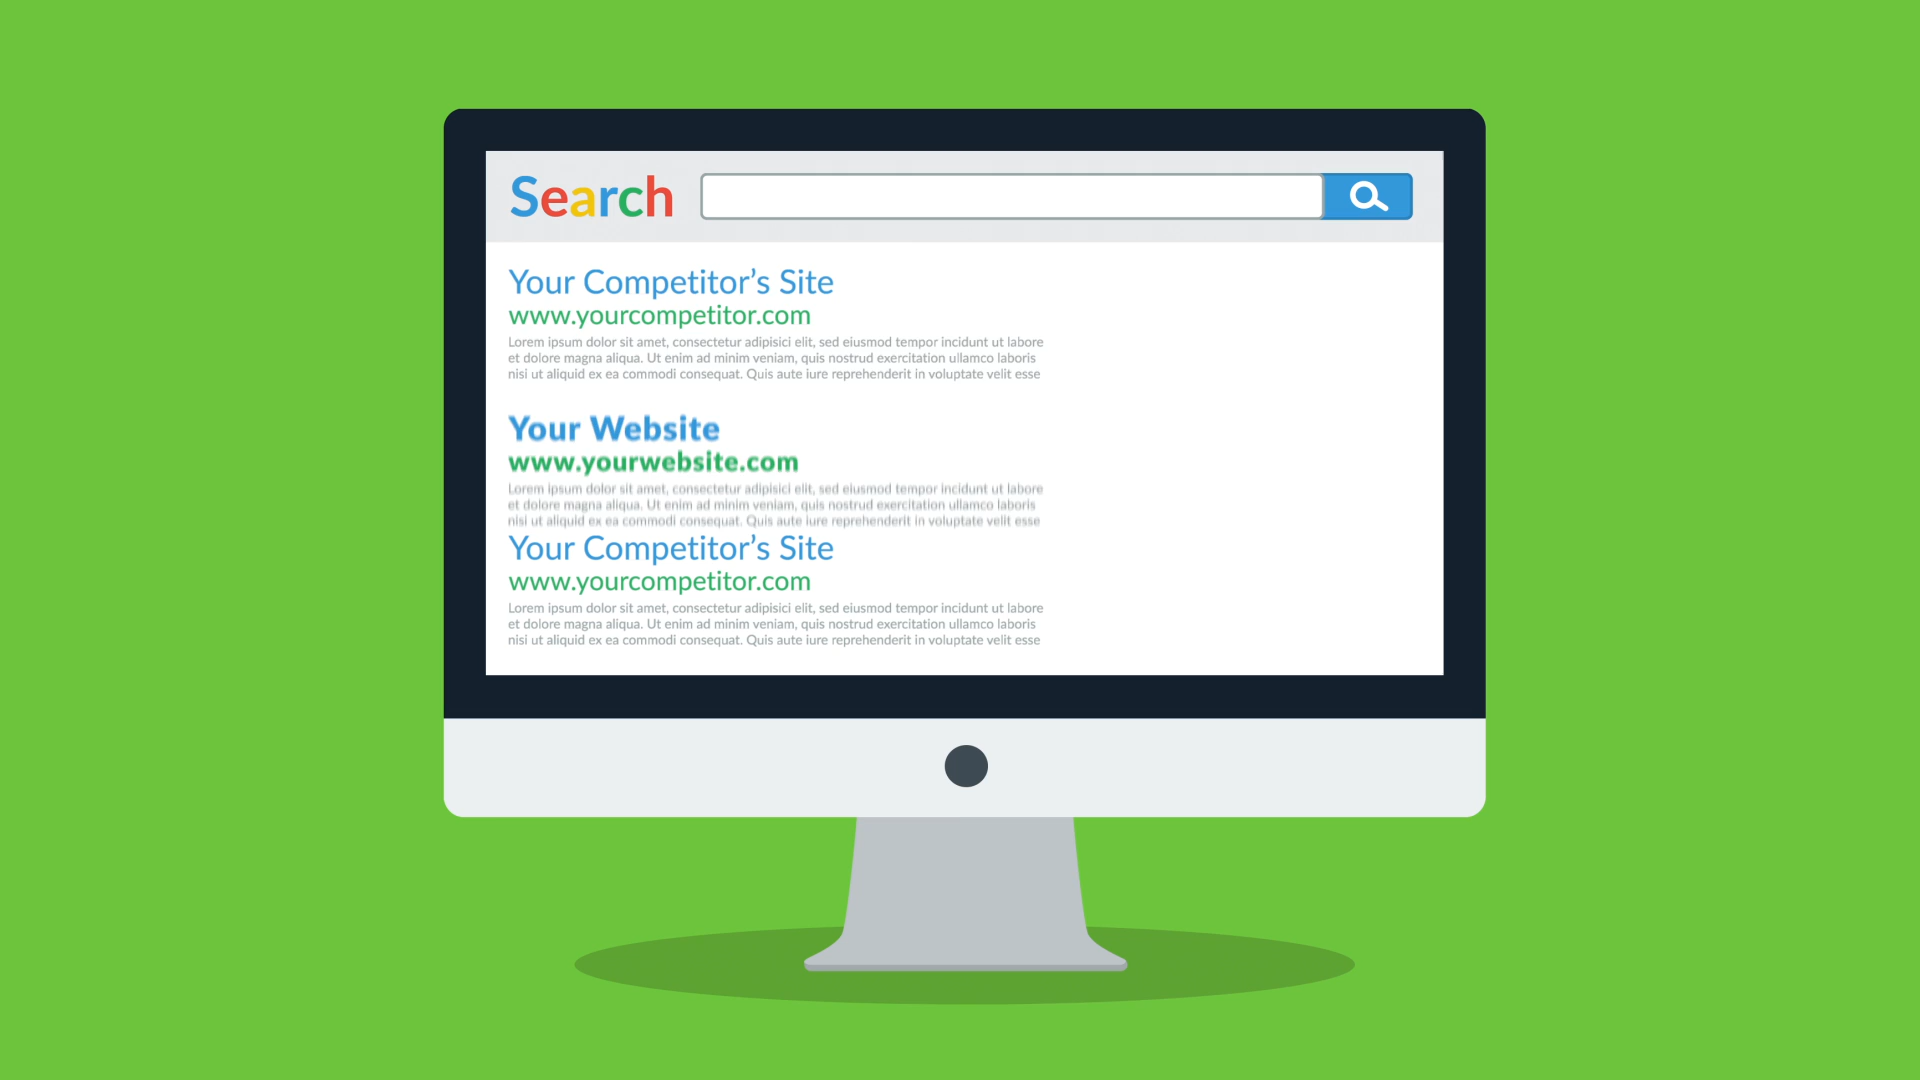 Search
Your Competitor’s Site
www.yourcompetitor.com
Lorem ipsum dolor sit amet, consectetur adipisici elit, sed eiusmod tempor incidunt ut labore
et dolore magna aliqua. Ut enim ad minim veniam, quis nostrud exercitation ullamco laboris
nisi ut aliquid ex ea commodi consequat. Quis aute iure reprehenderit in voluptate velit esse
Your Website
www.yourwebsite.com
Lorem ipsum dolor sit amet, consectetur adipisici elit, sed eiusmod tempor incidunt ut labore
et dolore magna aliqua. Ut enim ad minim veniam, quis nostrud exercitation ullamco laboris
nisi ut aliquid ex ea commodi consequat. Quis aute iure reprehenderit in voluptate velit esse
Your Competitor’s Site
www.yourcompetitor.com
Lorem ipsum dolor sit amet, consectetur adipisici elit, sed eiusmod tempor incidunt ut labore
et dolore magna aliqua. Ut enim ad minim veniam, quis nostrud exercitation ullamco laboris
nisi ut aliquid ex ea commodi consequat. Quis aute iure reprehenderit in voluptate velit esse